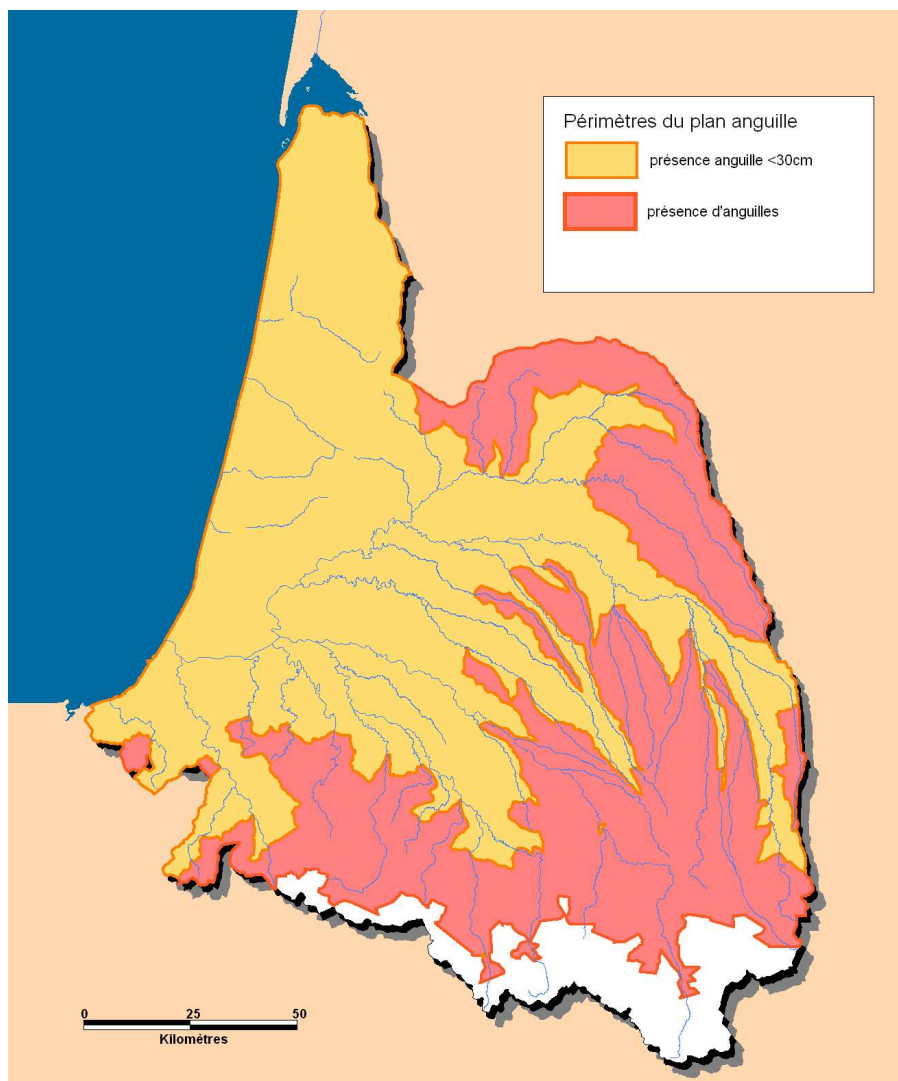 Périmètres du plan anguille
présence anguille <30cm
présence d'anguilles
0 25 50
Kilomètres